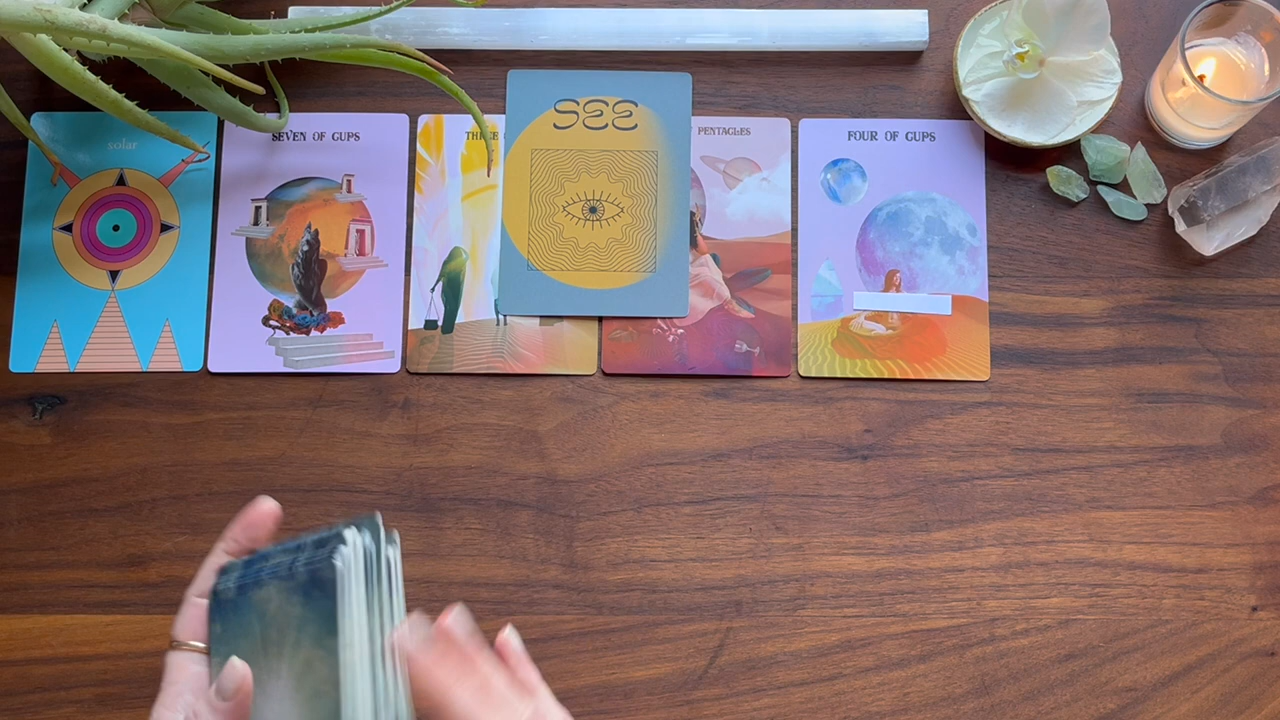 solar
SEVEN OF CUPS
SEE
PENTACLES
FOUR OF CUPS